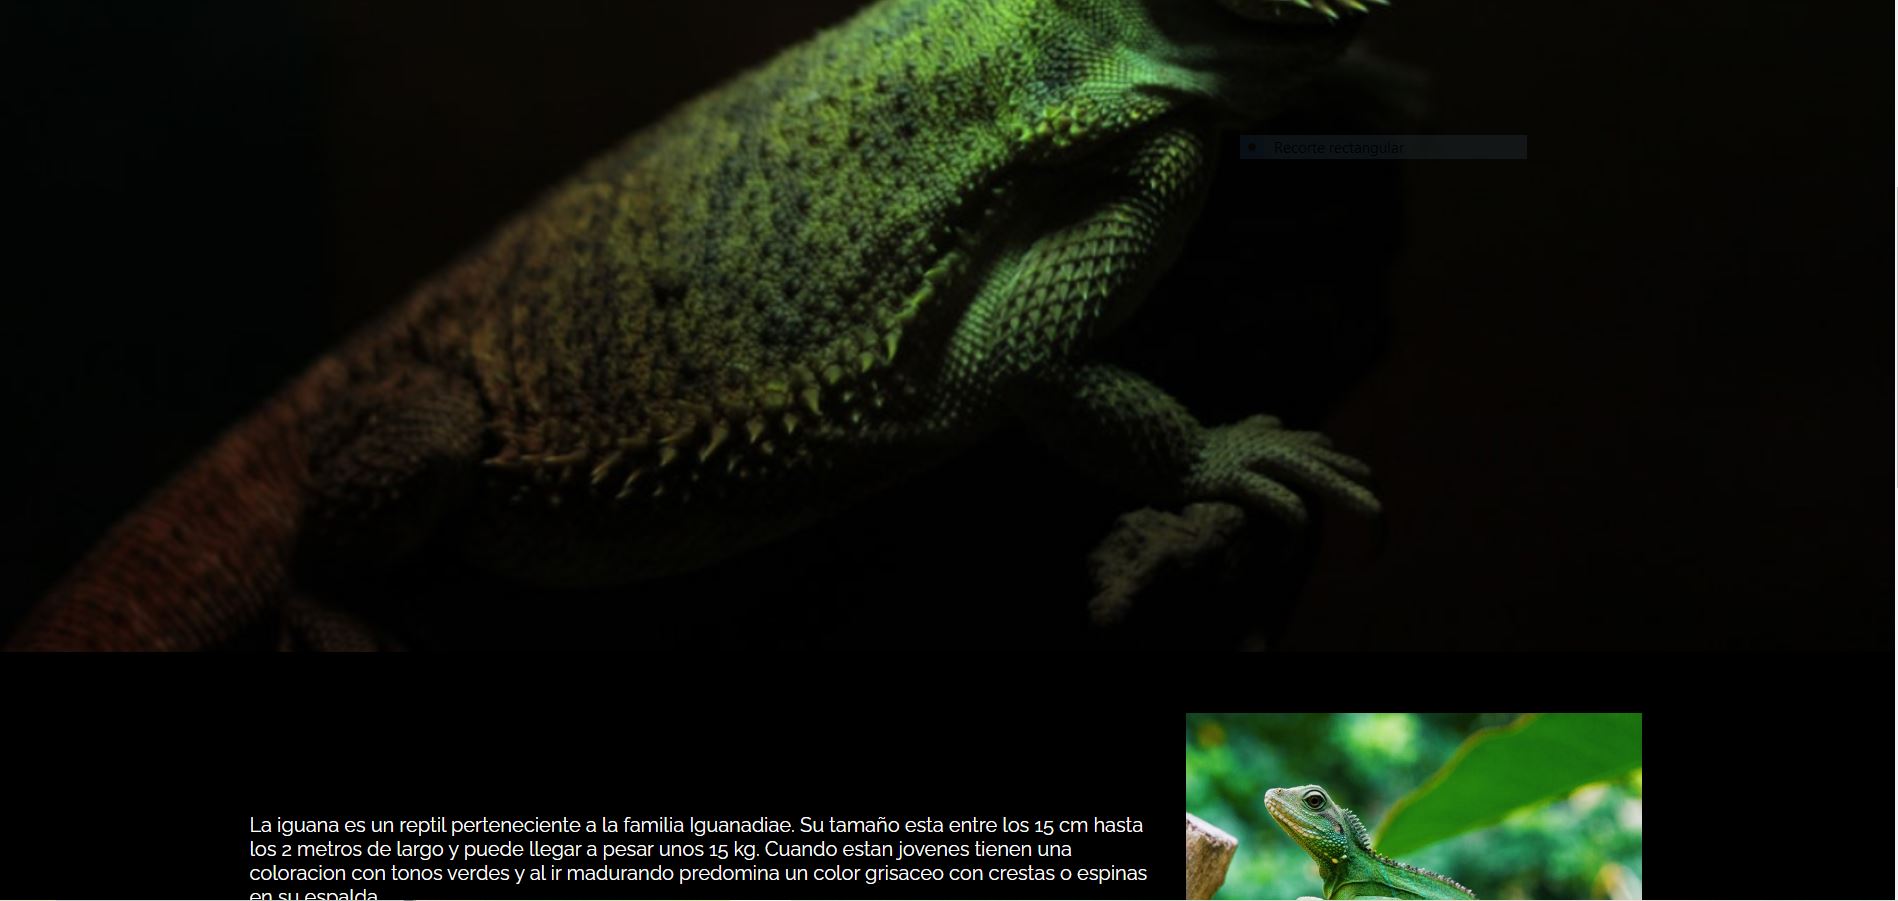 Recorte rectangular
La iguana es un reptil perteneciente a la familia Iguanadiae. Su tamaño esta entre los 15 cm hasta
los 2 metros de largo y puede llegar a pesar unos 15 kg. Cuando estan jovenes tienen una
coloracion con tonos verdes y al ir madurando predomina un color grisaceo con crestas o espinas
en su espalda.